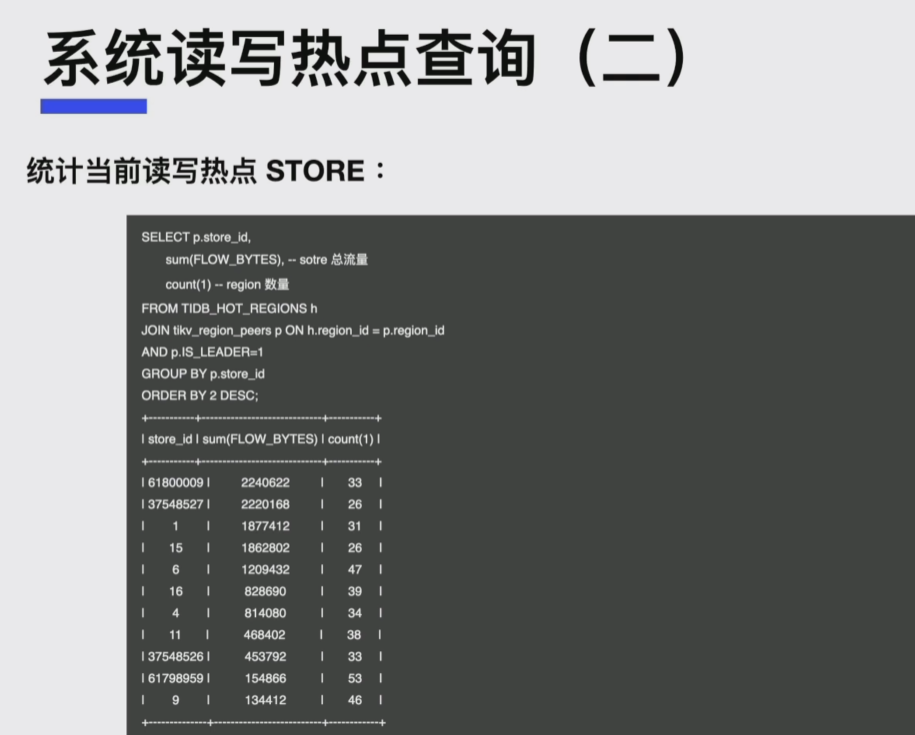 系统读写热点查询（二）
统计当前读写热点 STORE：
SELECT p.store_id,
sum(FLOW_BYTES), -- sotre 总流量
count(1) -- region 数量
FROM TIDB_HOT_REGIONS h
JOIN tikv_region_peers p ON h.region_id = p.region_id
AND p.IS_LEADER=1
GROUP BY p.store_id
ORDER BY 2 DESC;
+-----------+----------------------------+-----------+
| store_id | sum(FLOW_BYTES) | count(1) |
+-----------+----------------------------+-----------+
| 61800009 | 2240622 | 33 |
| 37548527 | 2220168 | 26 |
| 1 | 1877412 | 31 |
| 15 | 1862802 | 26 |
| 6 | 1209432 | 47 |
| 16 | 828690 | 39 |
| 4 | 814080 | 34 |
| 11 | 468402 | 38 |
| 37548526 | 453792 | 33 |
| 61798959 | 154866 | 53 |
| 9 | 134412 | 46 |
+-------------+-------------------------+------------+